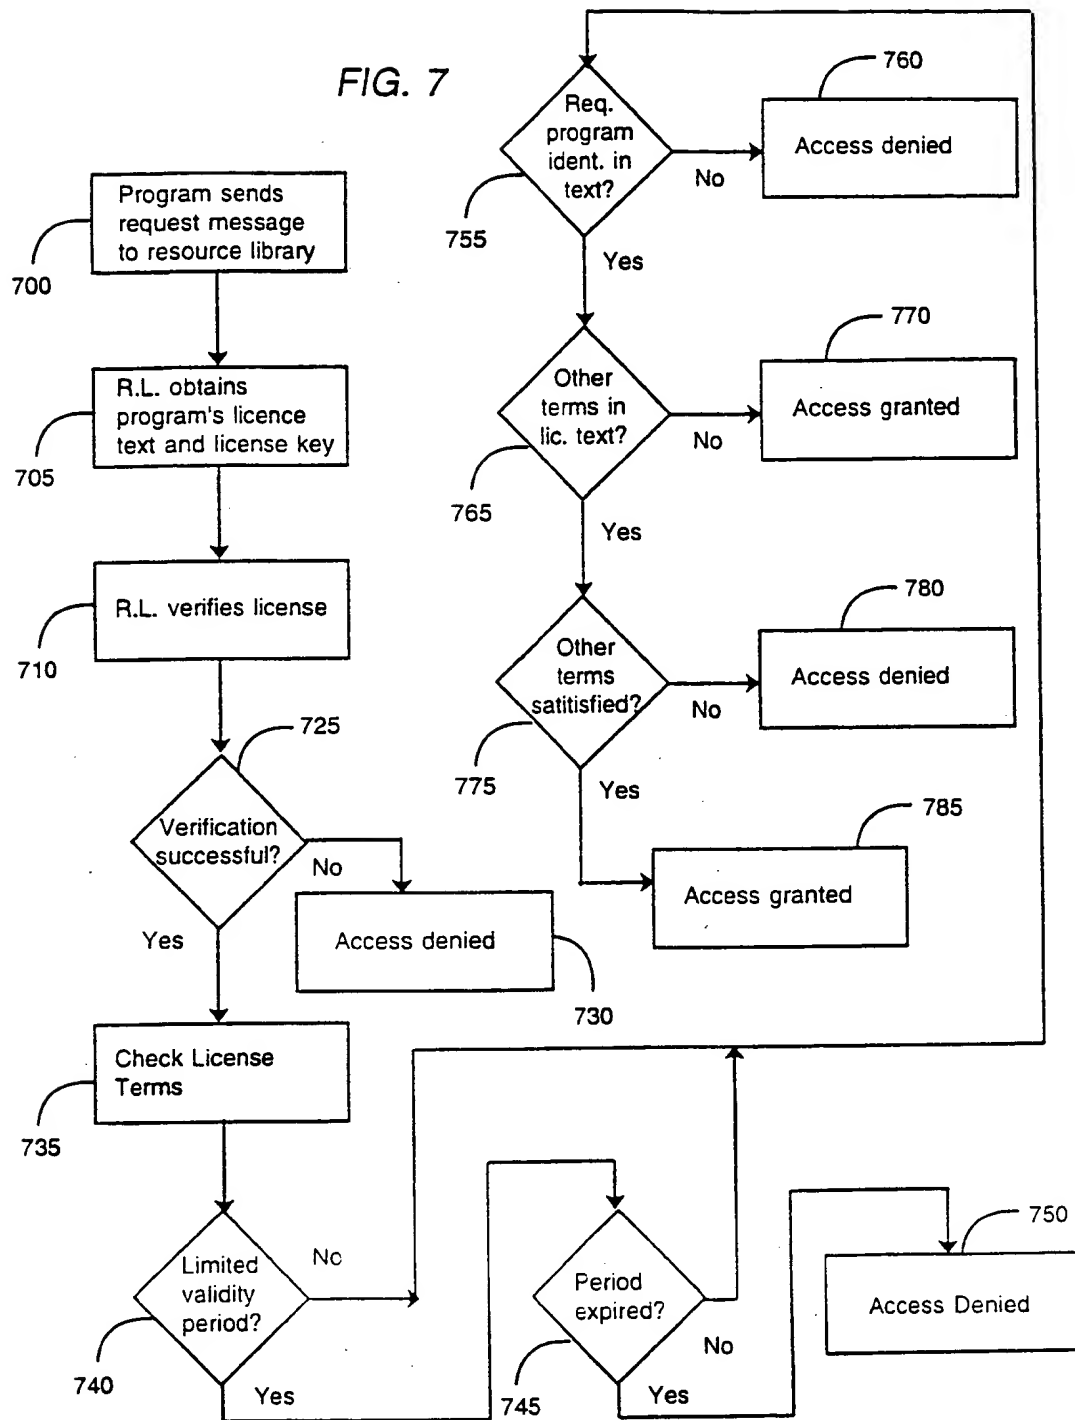 FIG. 7
Program sends
request message
to resource library
700
R.L. obtains
program's licence
text and license key
705
R.L. verifies license
710
725
Verification
successful?
No
Yes
Access denied
730
Check License
Terms
735
Limited
validity
period?
No
740
Yes
Period
expired?
No
745
Yes
750
Access Denied
Req.
program
ident. in
text?
No
755
Yes
760
Access denied
Other
terms in
lic. text?
No
765
Yes
770
Access granted
Other
terms
satitisfied?
No
775
Yes
780
Access denied
785
Access granted